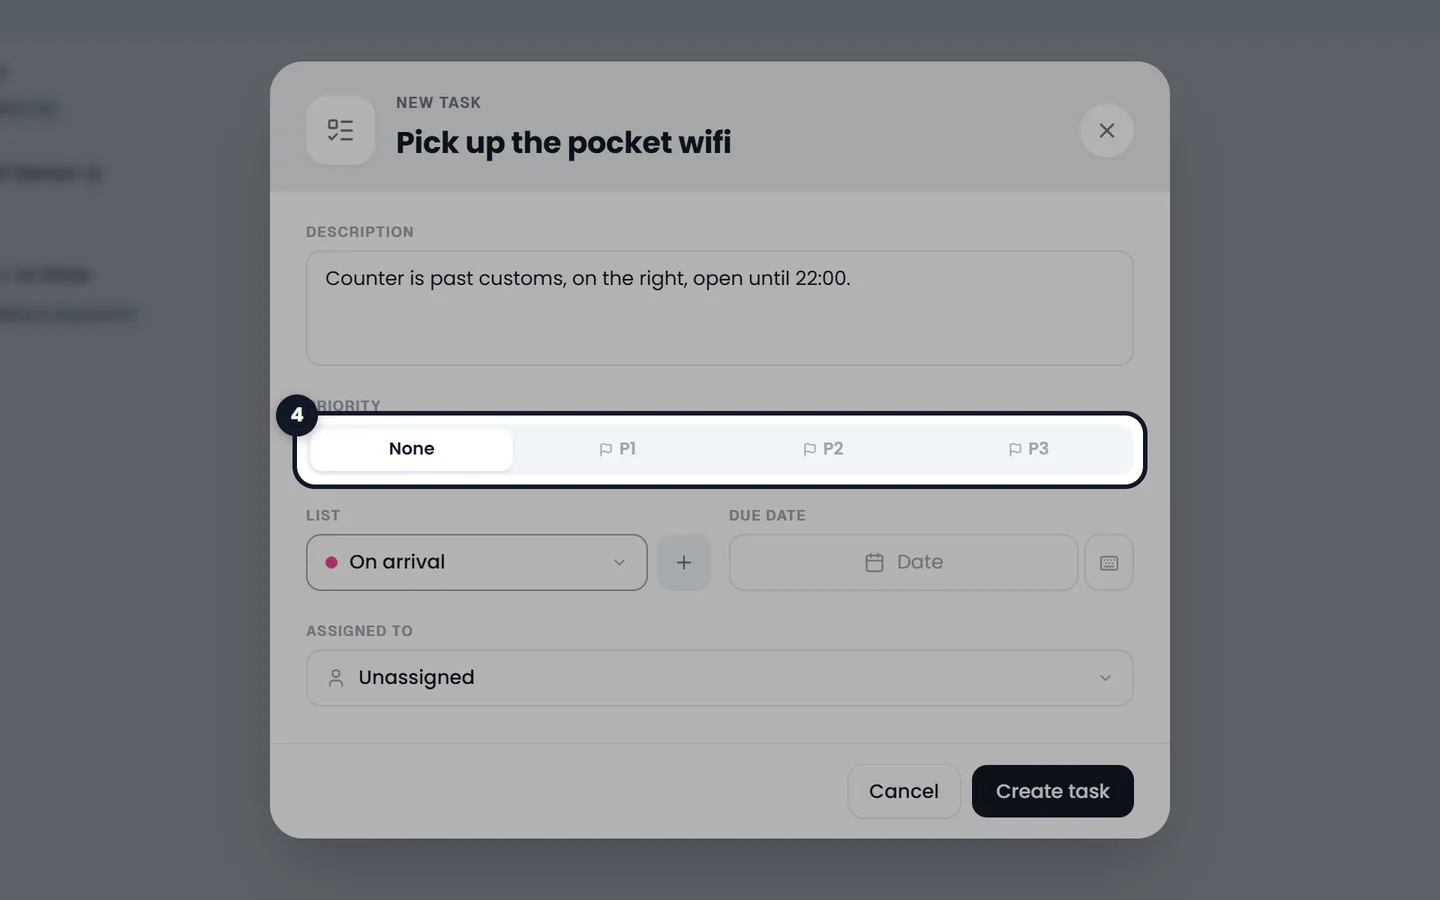 NEW TASK
Pick up the pocket wifi
DESCRIPTION
Counter is past customs, on the right, open until 22:00.
PRIORITY
4
None
P1
P2
P3
LIST
DUE DATE
On arrival
Date
ASSIGNED TO
Unassigned
Cancel
Create task